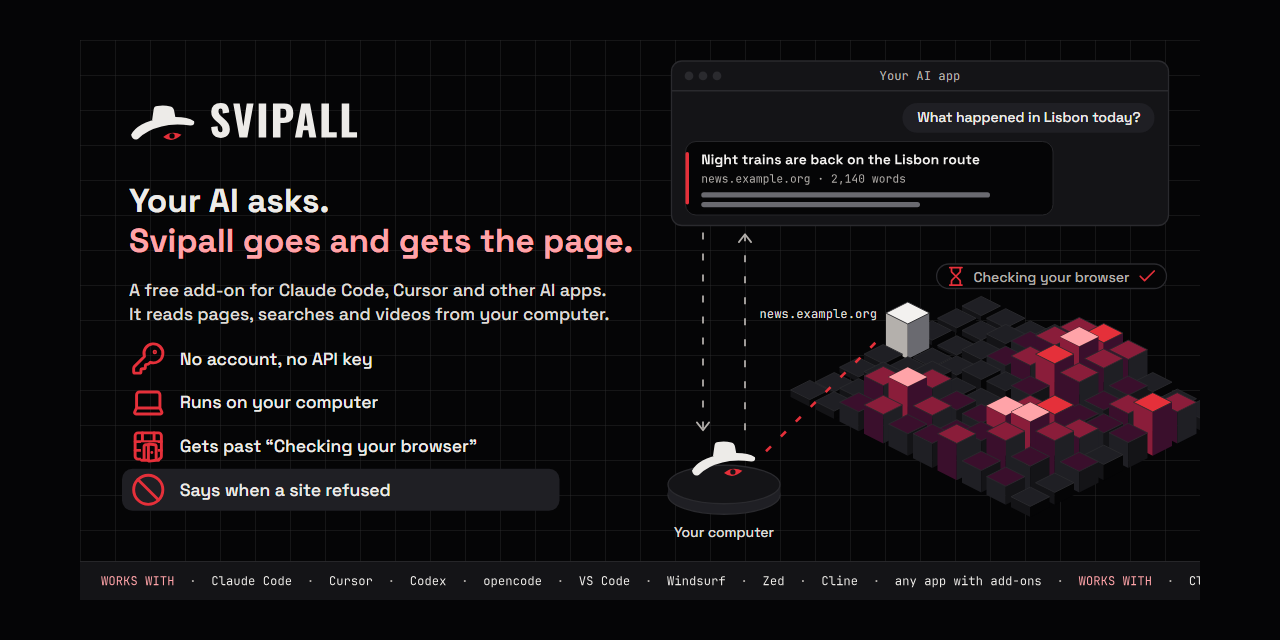 SVIPALL
Your AI asks.
Svipall goes and gets the page.
A free add-on for Claude Code, Cursor and other AI apps.
It reads pages, searches and videos from your computer.
No account, no API key
Runs on your computer
Gets past “Checking your browser”
Says when a site refused
Your AI app
What happened in Lisbon today?
Night trains are back on the Lisbon route
news.example.org · 2,140 words
Checking your browser
news.example.org
Your computer
WORKS WITH · Claude Code · Cursor · Codex · opencode · VS Code · Windsurf · Zed · Cline · any app with add-ons · WORKS WITH ·